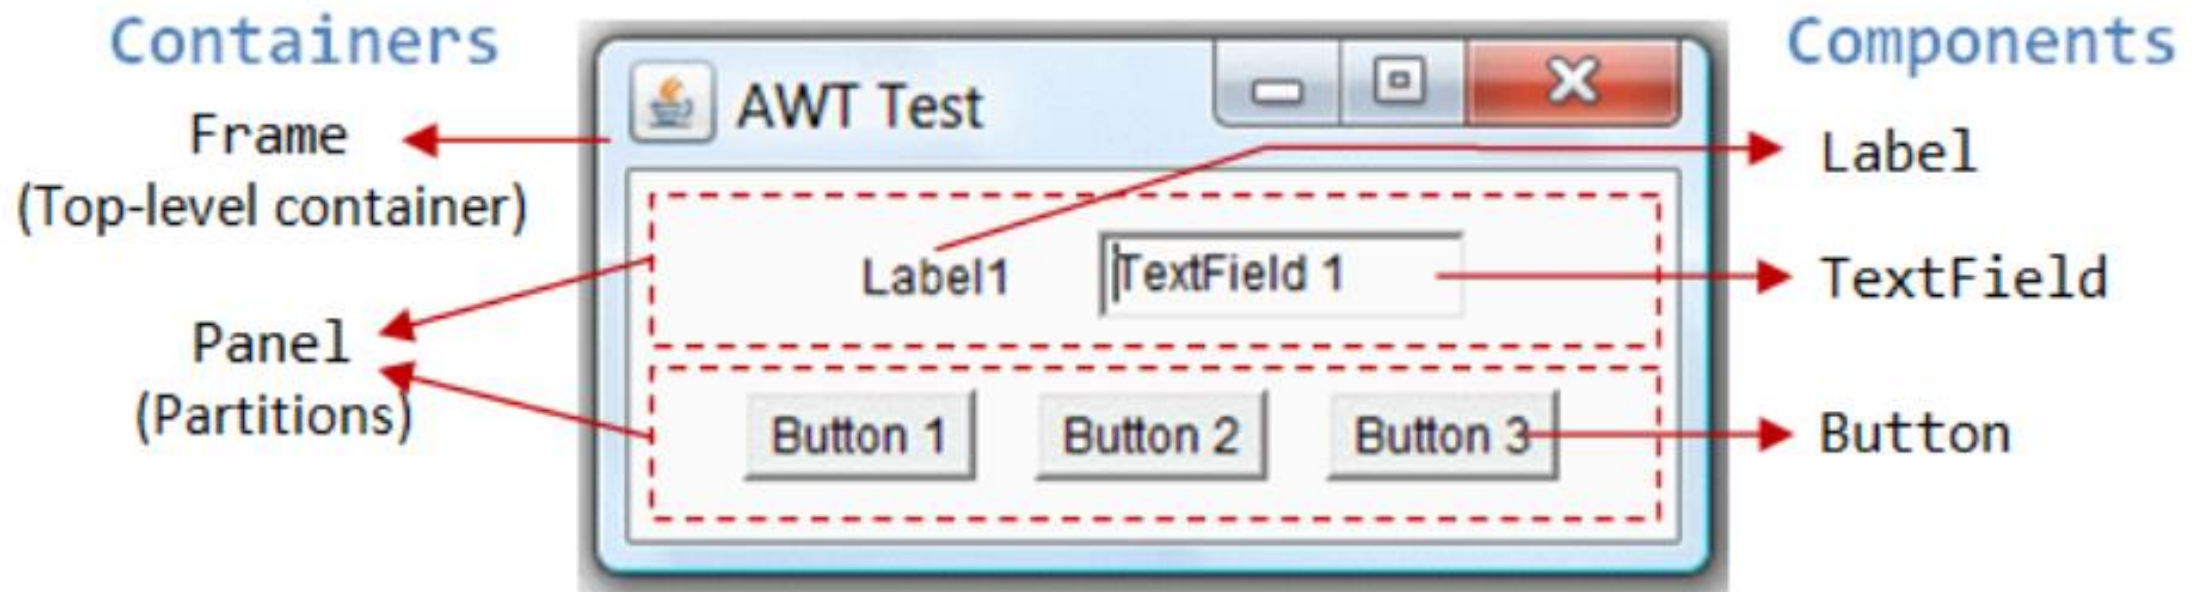 Containers
Components
AWT Test
Frame
(Top-level container)
Label
Label1
TextField 1
TextField
Panel
(Partitions)
Button 1
Button 2
Button 3
Button